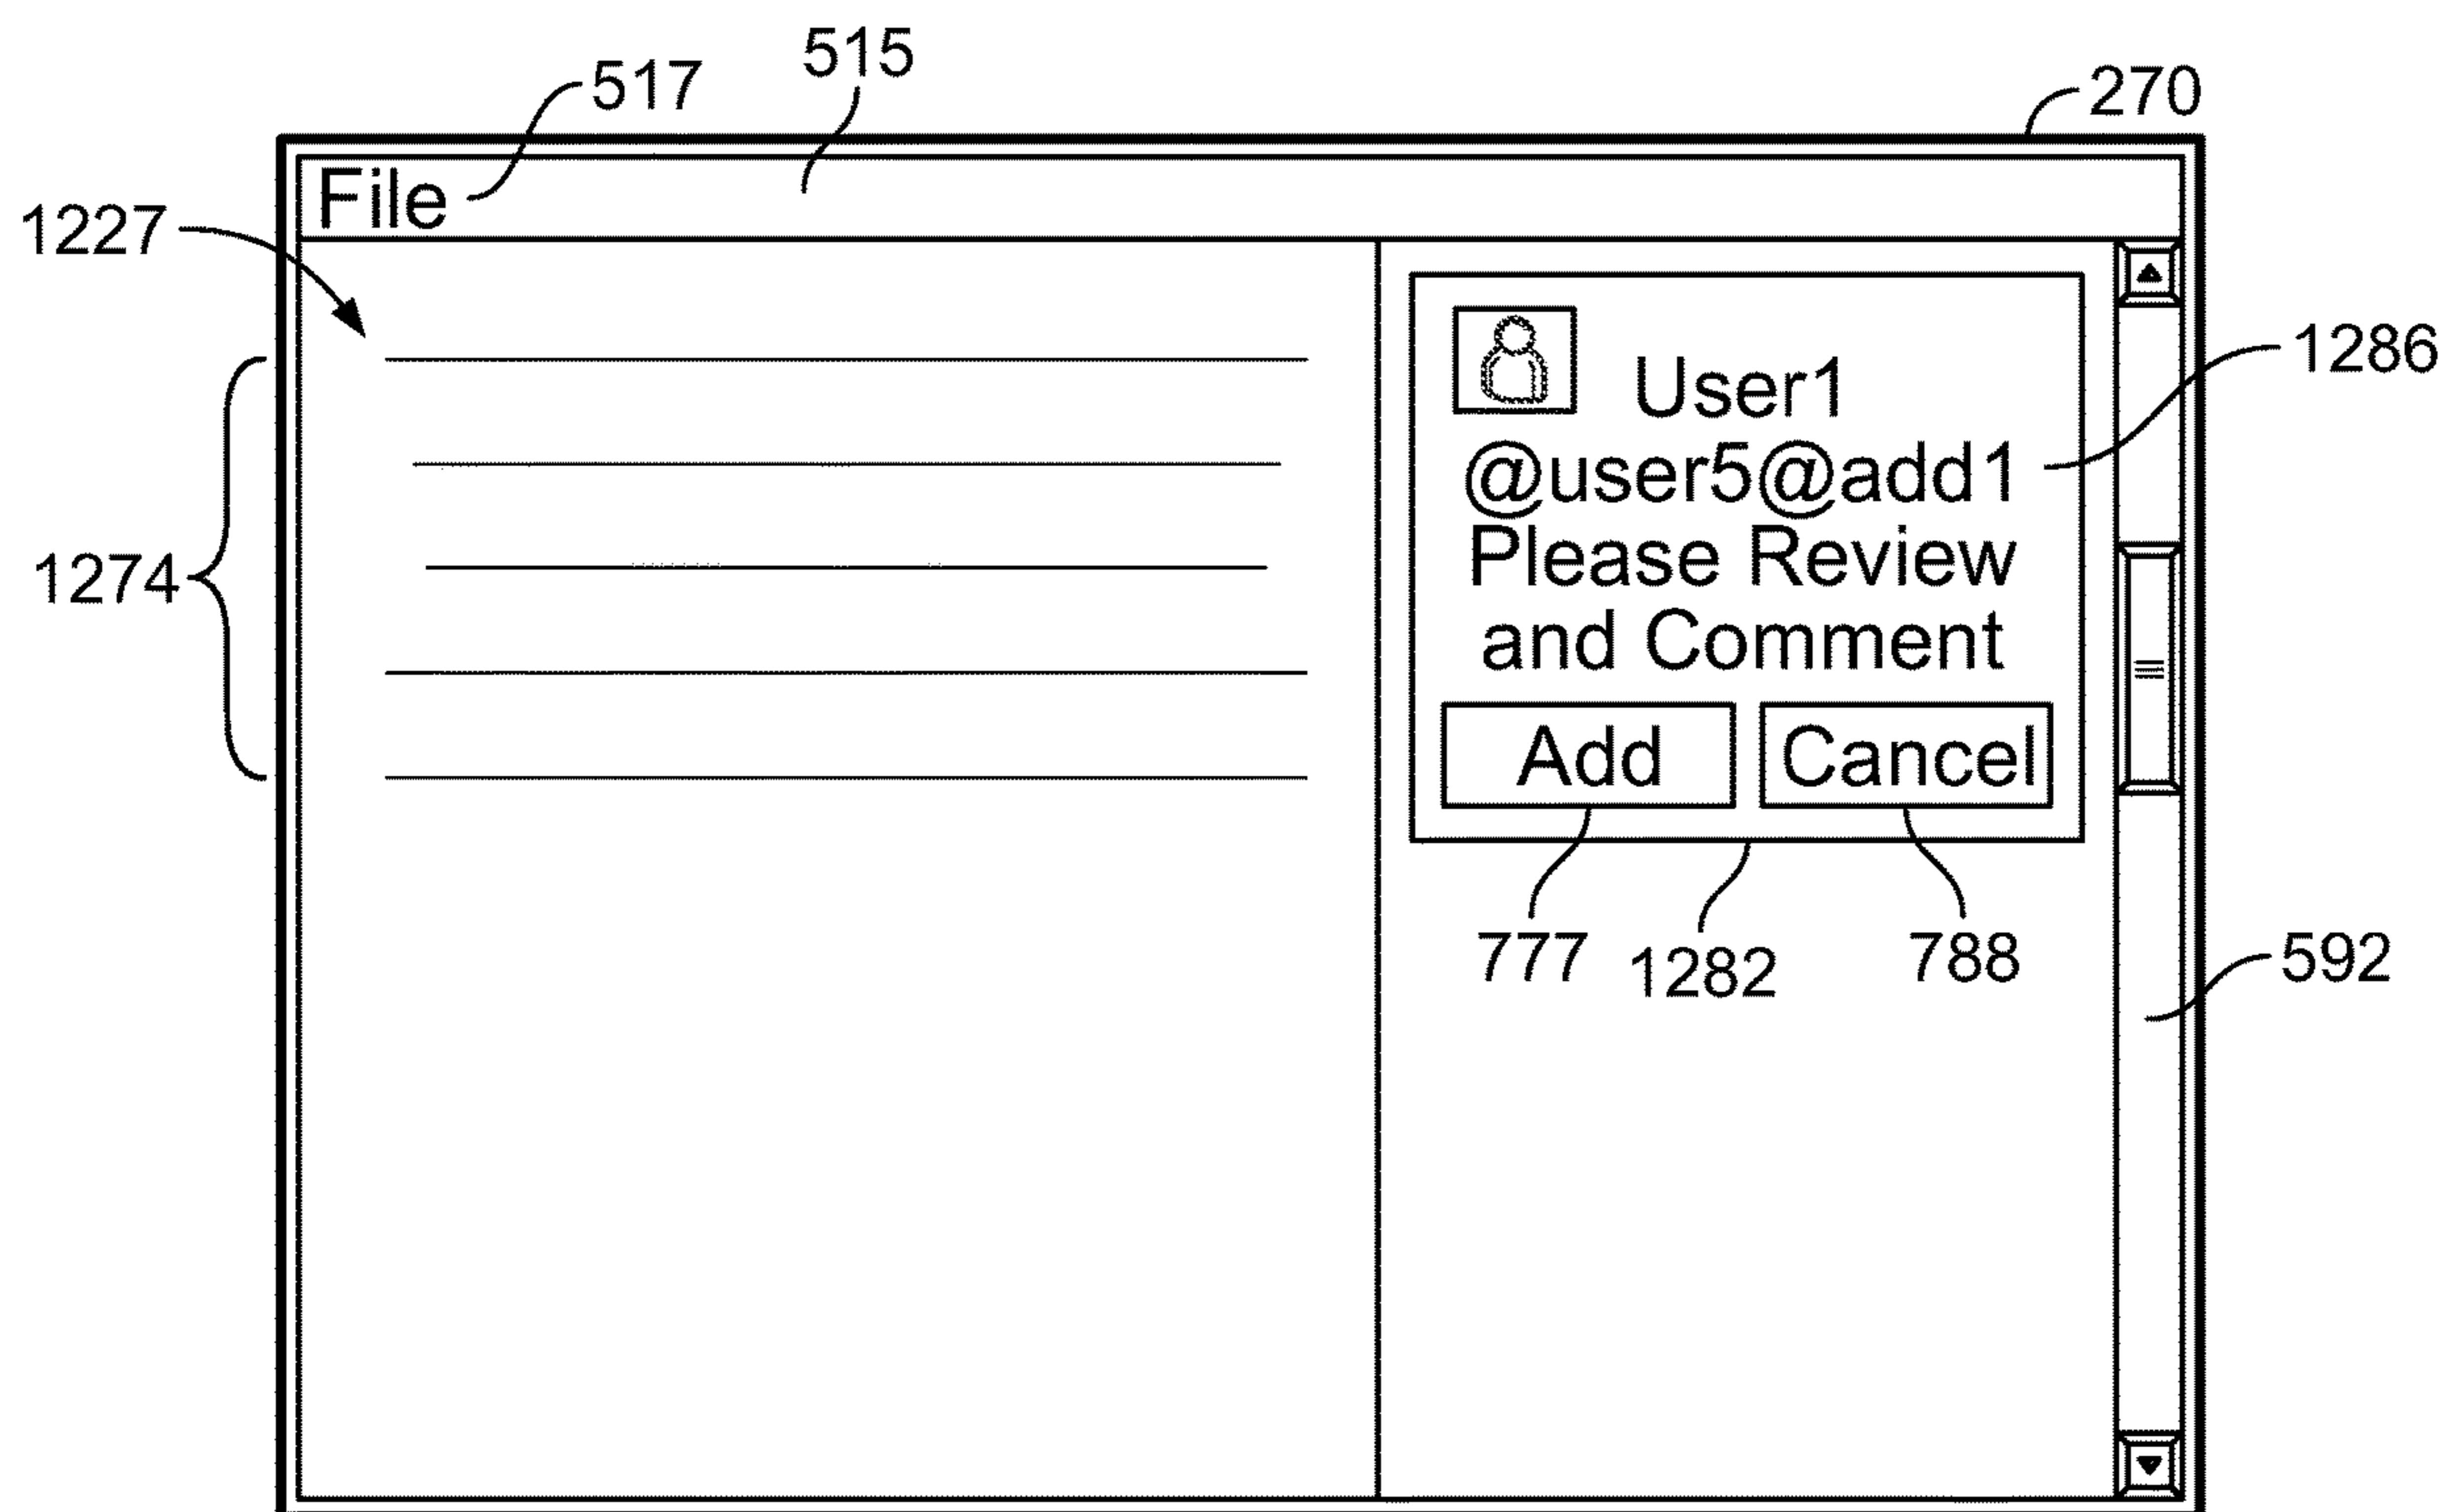 515
517
270
File
1227
1286
User1
@user5@add1
Please Review
and Comment
1274
Add
Cancel
777
1282
788
592